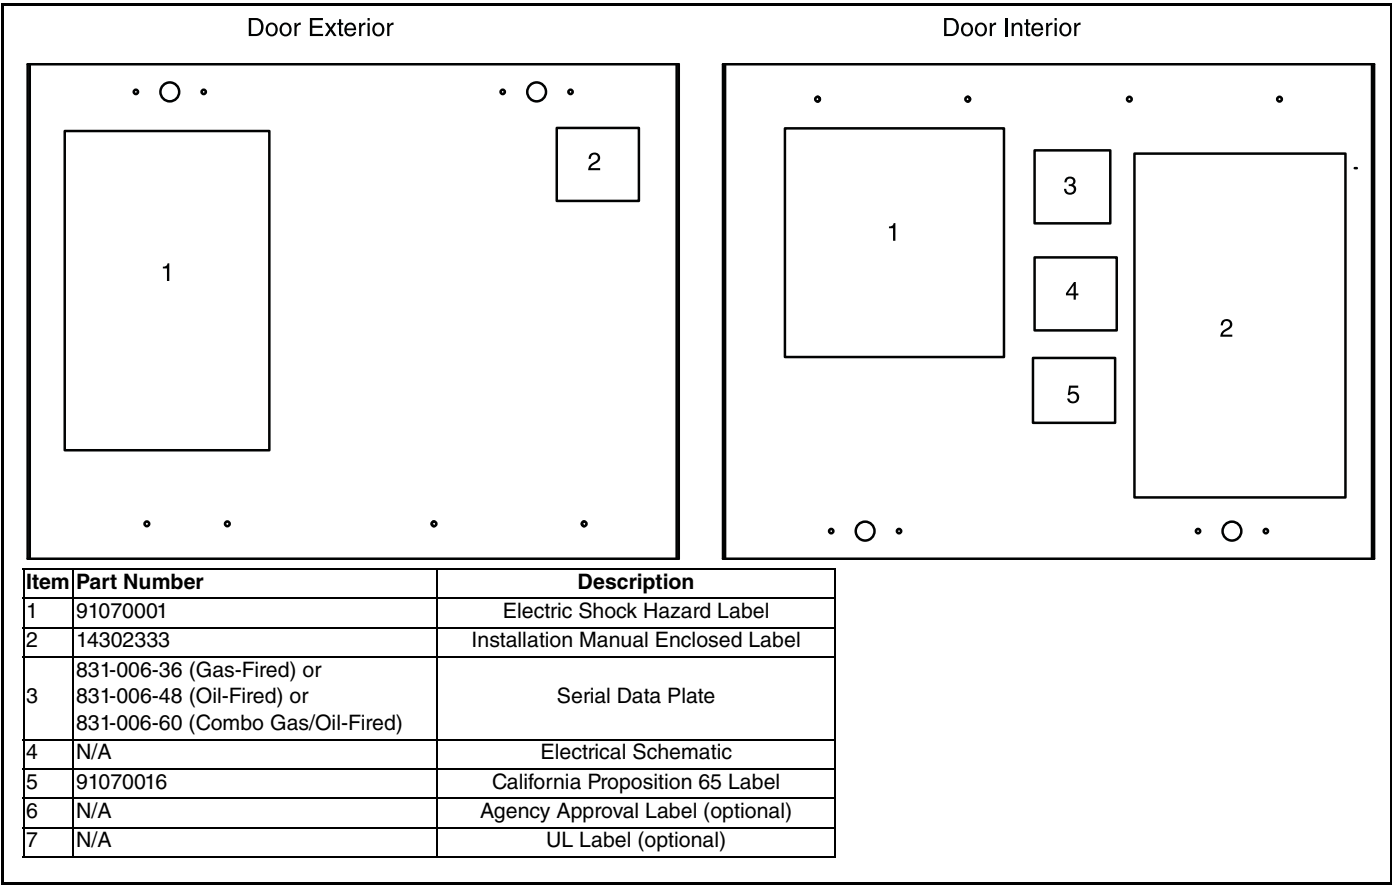 Door Exterior
Door Interior
1
2
1
3
4
5
2
Item Part Number Description
1 91070001 Electric Shock Hazard Label
2 14302333 Installation Manual Enclosed Label
3 831-006-36 (Gas-Fired) or
831-006-48 (Oil-Fired) or
831-006-60 (Combo Gas/Oil-Fired) Serial Data Plate
4 N/A Electrical Schematic
5 91070016 California Proposition 65 Label
6 N/A Agency Approval Label (optional)
7 N/A UL Label (optional)